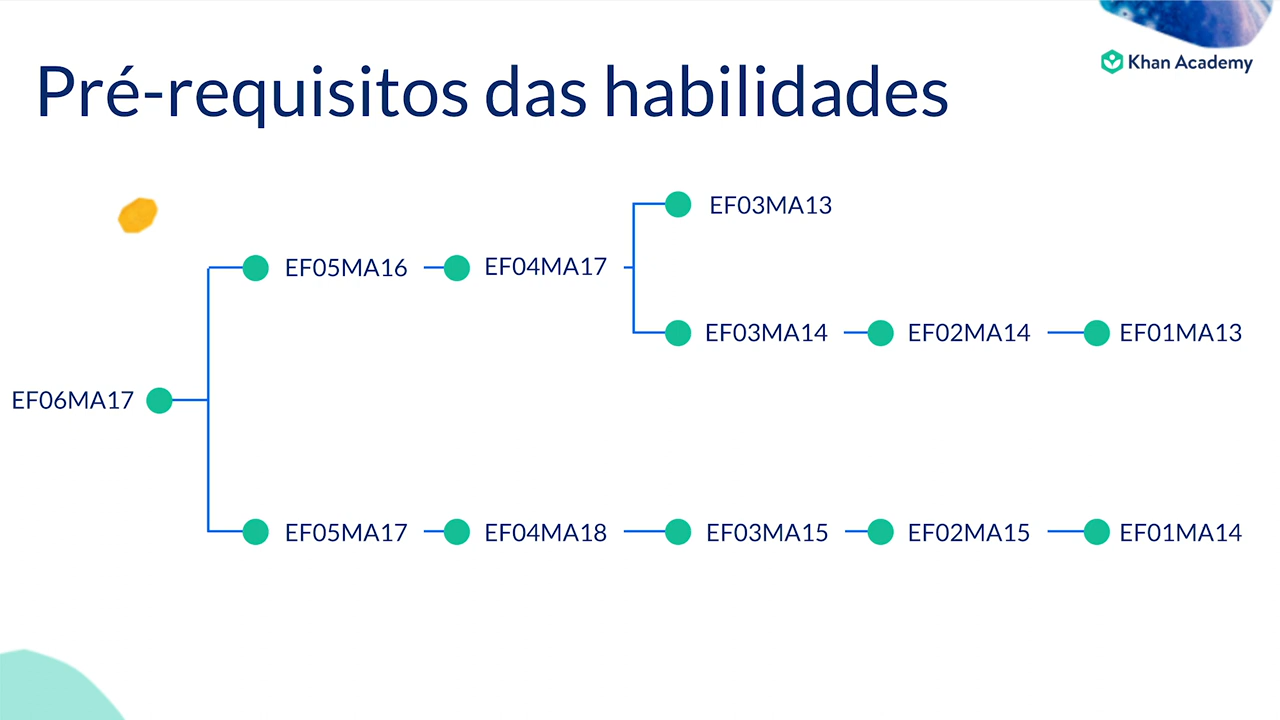 Khan Academy
Pré-requisitos das habilidades
EF03MA13
EF05MA16
EF04MA17
EF03MA14
EF02MA14
EF01MA13
EF06MA17
EF05MA17
EF04MA18
EF03MA15
EF02MA15
EF01MA14